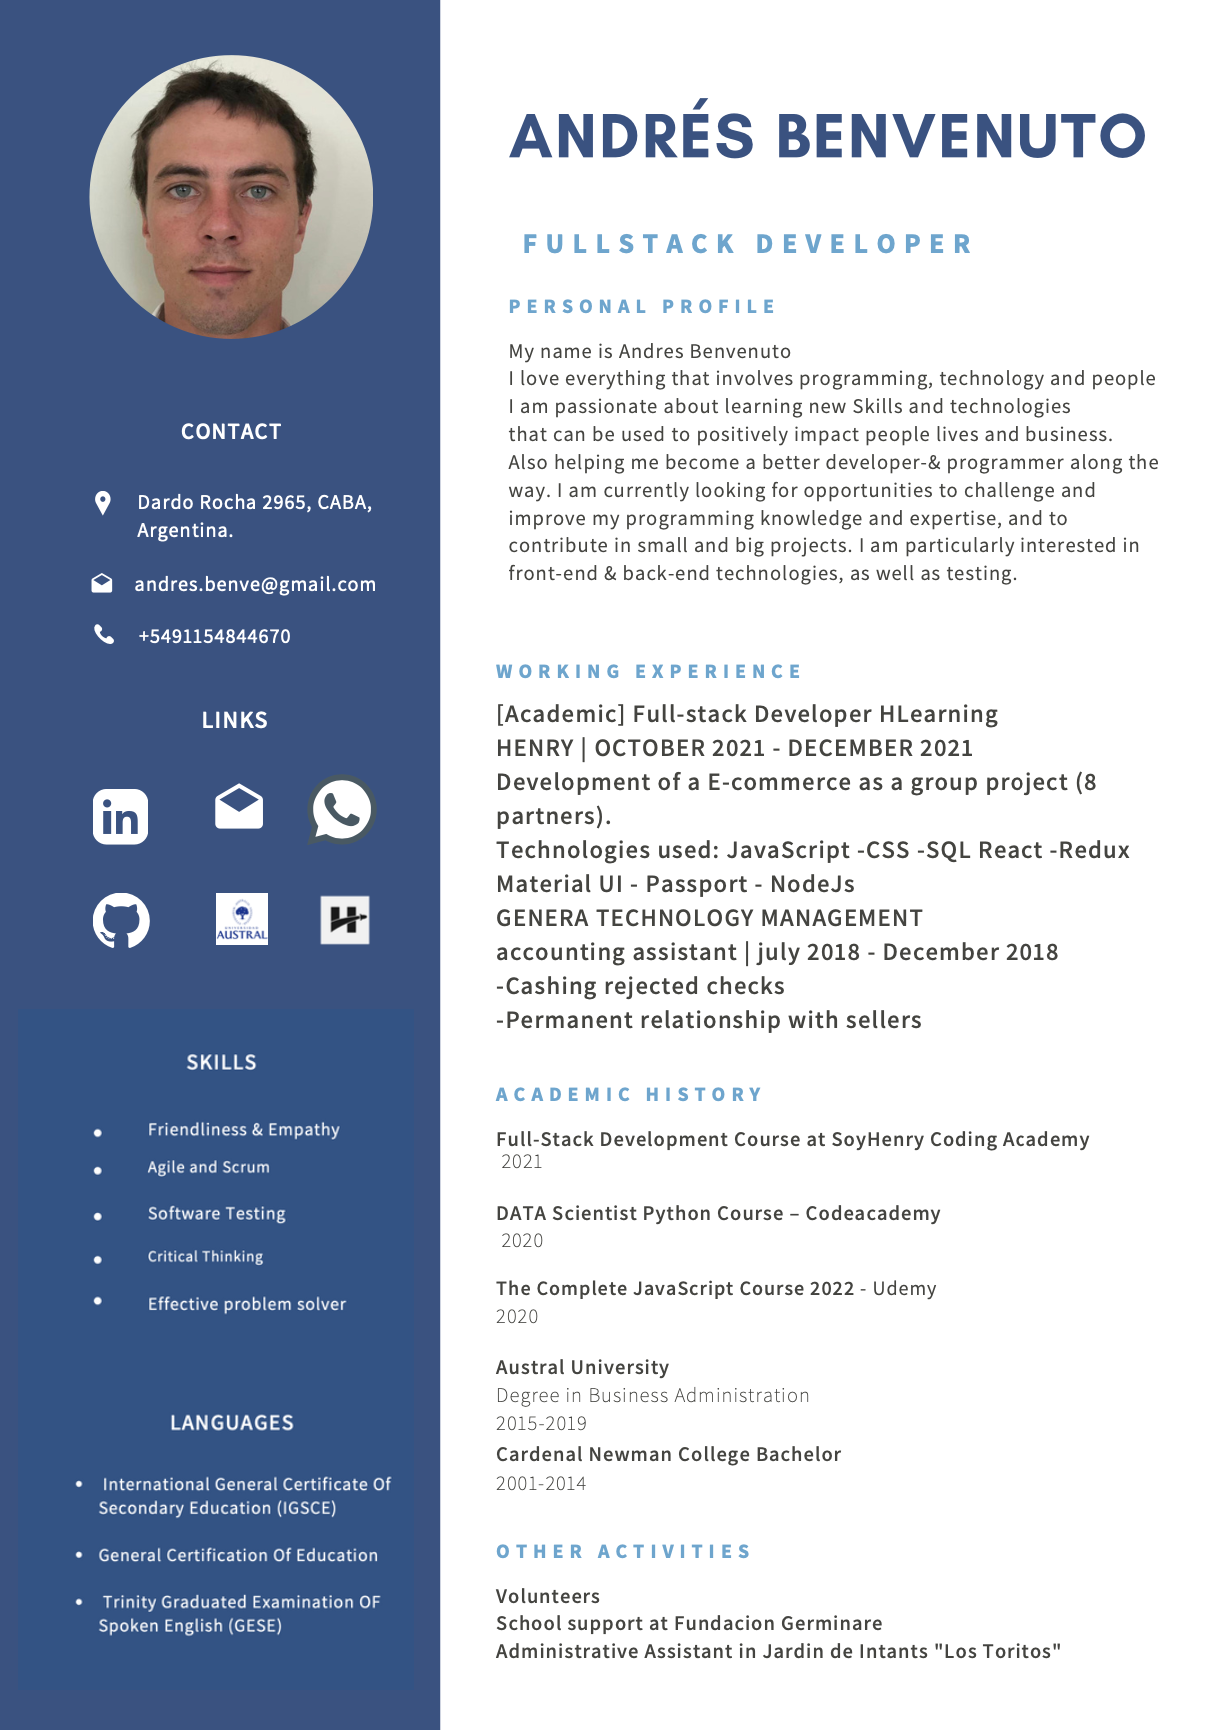 CONTACT
Dardo Rocha 2965, CABA,
Argentina.
andres.benve@gmail.com
+5491154844670
LINKS
in
UNIVERSIDAD
AUSTRAL
H
SKILLS
• Friendliness & Empathy
• Agile and Scrum
• Software Testing
• Critical Thinking
• Effective problem solver
LANGUAGES
• International General Certificate Of
Secondary Education (IGSCE)
• General Certification Of Education
• Trinity Graduated Examination OF
Spoken English (GESE)
ANDRÉS BENVENUTO
FULLSTACK DEVELOPER
PERSONAL PROFILE
My name is Andres Benvenuto
I love everything that involves programming, technology and people
I am passionate about learning new Skills and technologies
that can be used to positively impact people lives and business.
Also helping me become a better developer-& programmer along the
way. I am currently looking for opportunities to challenge and
improve my programming knowledge and expertise, and to
contribute in small and big projects. I am particularly interested in
front-end & back-end technologies, as well as testing.
WORKING EXPERIENCE
[Academic] Full-stack Developer HLearning
HENRY | OCTOBER 2021 - DECEMBER 2021
Development of a E-commerce as a group project (8
partners).
Technologies used: JavaScript -CSS -SQL React -Redux
Material UI - Passport - NodeJs
GENERA TECHNOLOGY MANAGEMENT
accounting assistant | july 2018 - December 2018
-Cashing rejected checks
-Permanent relationship with sellers
ACADEMIC HISTORY
Full-Stack Development Course at SoyHenry Coding Academy
2021
DATA Scientist Python Course – Codeacademy
2020
The Complete JavaScript Course 2022 - Udemy
2020
Austral University
Degree in Business Administration
2015-2019
Cardenal Newman College Bachelor
2001-2014
OTHER ACTIVITIES
Volunteers
School support at Fundacion Germinare
Administrative Assistant in Jardin de Intants "Los Toritos"